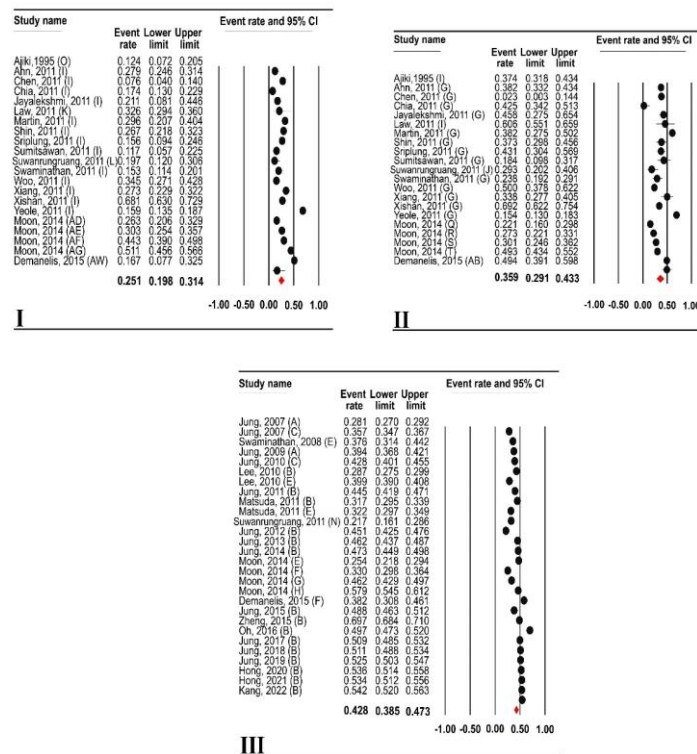 Study name
Event rate and 95% CI
Event Lower Upper
rate limit limit
Ajiki,1995 (O) 0.124 0.072 0.205
Ahn, 2011 (I) 0.279 0.246 0.314
Chen, 2011 (I) 0.076 0.040 0.140
Chia, 2011 (I) 0.174 0.130 0.229
Jayalekshmi, 2011 (I) 0.211 0.081 0.446
Law, 2011 (K) 0.326 0.294 0.360
Martin, 2011 (I) 0.296 0.207 0.404
Shin, 2011 (I) 0.267 0.218 0.323
Sriplung, 2011 (I) 0.156 0.094 0.246
Sumitsawan, 2011 (I) 0.117 0.057 0.225
Suwanrungruang, 2011 (L) 0.197 0.120 0.306
Swaminathan, 2011 (I) 0.153 0.114 0.201
Woo, 2011 (I) 0.345 0.271 0.428
Xiang, 2011 (I) 0.273 0.229 0.322
Xishan, 2011 (I) 0.681 0.630 0.729
Yeole, 2011 (I) 0.159 0.135 0.187
Moon, 2014 (AD) 0.263 0.206 0.329
Moon, 2014 (AE) 0.303 0.254 0.357
Moon, 2014 (AF) 0.443 0.390 0.498
Moon, 2014 (AG) 0.511 0.456 0.566
Demanelis, 2015 (AW) 0.167 0.077 0.325
0.251 0.198 0.314
-1.00 -0.50 0.00 0.50 1.00
I
Study name
Event rate and 95% CI
Event Lower Upper
rate limit limit
Ajiki,1995 (I) 0.374 0.318 0.434
Ahn, 2011 (G) 0.382 0.332 0.434
Chen, 2011 (G) 0.023 0.003 0.144
Chia, 2011 (G) 0.425 0.342 0.513
Jayalekshmi, 2011 (G) 0.458 0.275 0.654
Law, 2011 (I) 0.606 0.551 0.659
Martin, 2011 (G) 0.382 0.275 0.502
Shin, 2011 (G) 0.373 0.298 0.456
Sriplung, 2011 (G) 0.431 0.304 0.569
Sumitsawan, 2011 (G) 0.184 0.098 0.317
Suwanrungruang, 2011 (J) 0.293 0.202 0.406
Swaminathan, 2011 (G) 0.238 0.192 0.291
Woo, 2011 (G) 0.500 0.378 0.622
Xiang, 2011 (G) 0.338 0.277 0.405
Xishan, 2011 (G) 0.692 0.622 0.754
Yeole, 2011 (G) 0.154 0.130 0.183
Moon, 2014 (Q) 0.221 0.160 0.298
Moon, 2014 (R) 0.273 0.221 0.331
Moon, 2014 (S) 0.301 0.246 0.362
Moon, 2014 (T) 0.493 0.434 0.552
Demanelis, 2015 (AB) 0.494 0.391 0.598
0.359 0.291 0.433
-1.00 -0.50 0.00 0.50 1.00
II
Study name
Event rate and 95% CI
Event Lower Upper
rate limit limit
Jung, 2007 (A) 0.281 0.270 0.292
Jung, 2007 (C) 0.357 0.347 0.367
Swaminathan, 2008 (E) 0.376 0.314 0.442
Jung, 2009 (A) 0.394 0.368 0.421
Jung, 2010 (C) 0.428 0.401 0.455
Lee, 2010 (B) 0.287 0.275 0.299
Lee, 2010 (E) 0.399 0.390 0.408
Jung, 2011 (B) 0.445 0.419 0.471
Matsuda, 2011 (B) 0.317 0.295 0.339
Matsuda, 2011 (E) 0.322 0.297 0.349
Suwanrungruang, 2011 (N) 0.217 0.161 0.286
Jung, 2012 (B) 0.451 0.425 0.476
Jung, 2013 (B) 0.462 0.437 0.487
Jung, 2014 (B) 0.473 0.449 0.498
Moon, 2014 (E) 0.254 0.218 0.294
Moon, 2014 (F) 0.330 0.298 0.364
Moon, 2014 (G) 0.462 0.429 0.497
Moon, 2014 (H) 0.579 0.545 0.612
Demanelis, 2015 (F) 0.382 0.308 0.461
Jung, 2015 (B) 0.488 0.463 0.512
Zheng, 2015 (B) 0.697 0.684 0.710
Oh, 2016 (B) 0.497 0.473 0.520
Jung, 2017 (B) 0.509 0.485 0.532
Jung, 2018 (B) 0.511 0.488 0.534
Jung, 2019 (B) 0.525 0.503 0.547
Hong, 2020 (B) 0.536 0.514 0.558
Hong, 2021 (B) 0.534 0.512 0.556
Kang, 2022 (B) 0.542 0.520 0.563
0.428 0.385 0.473
-1.00 -0.50 0.00 0.50 1.00
III